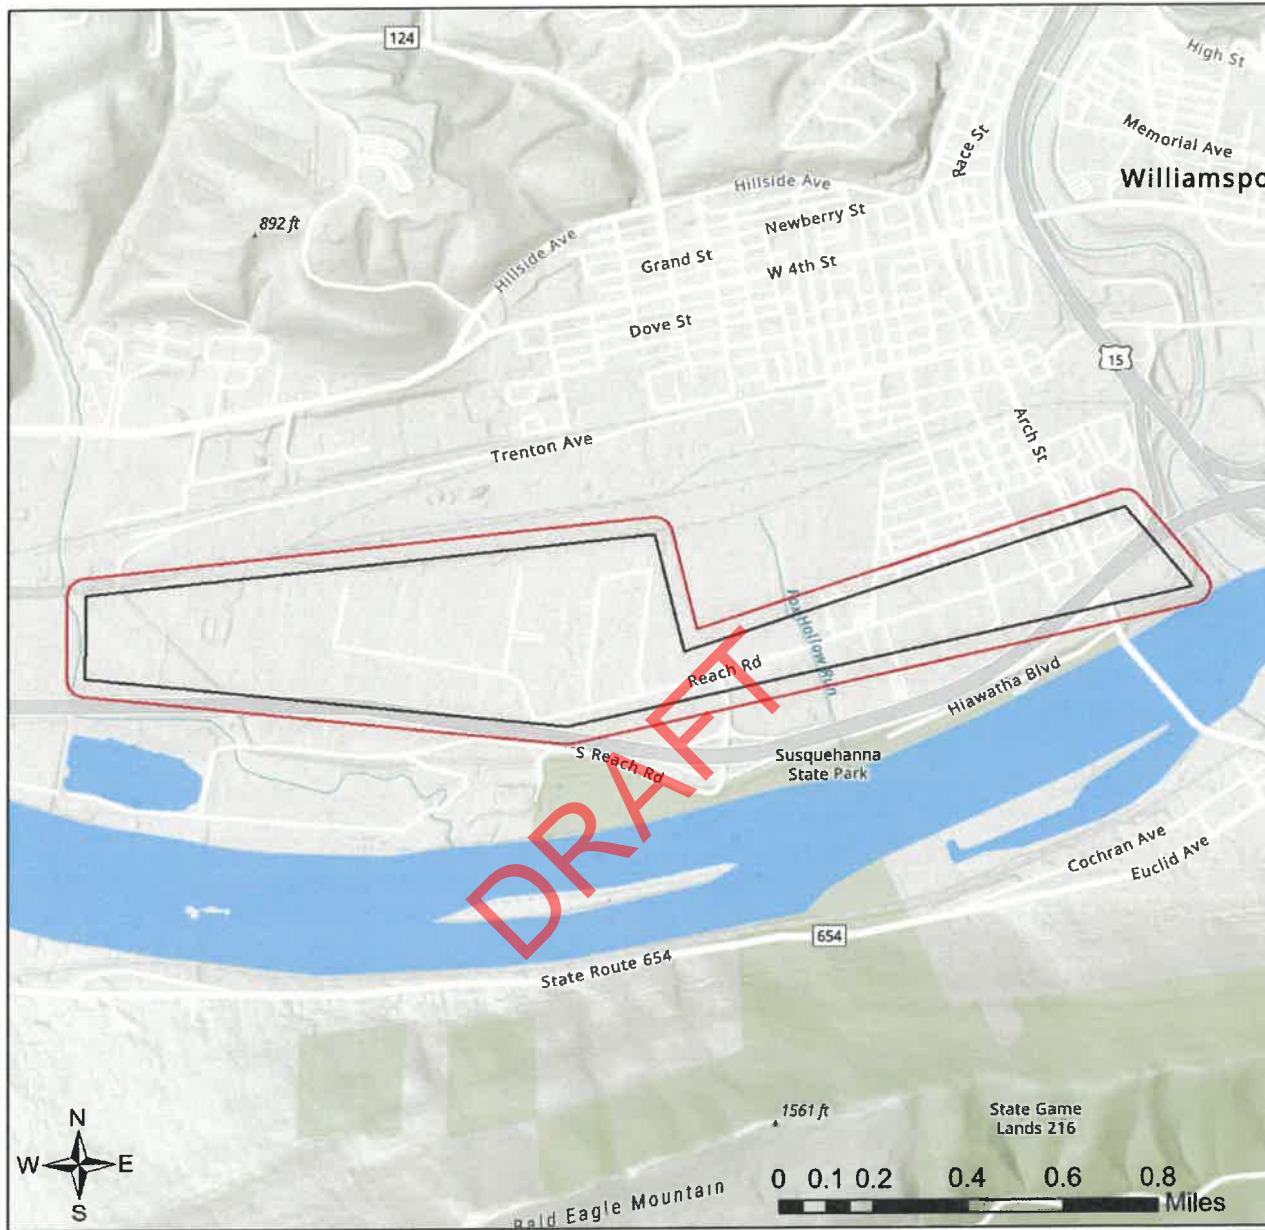 124
High St
Memorial Ave
Race St
Williamspo
Hillside Ave
Newberry St
892 ft
Hillside Ave
Grand St
W 4th St
Dove St
15
Arch St
Trenton Ave
Fox Hollow Run
Reach Rd
Hiawatha Blvd
S Reach Rd
Susquehanna
State Park
DRAFT
Cochran Ave
Euclid Ave
654
State Route 654
1561 ft
State Game
Lands 216
N
W E
S
0 0.1 0.2 0.4 0.6 0.8
Miles
Bald Eagle Mountain